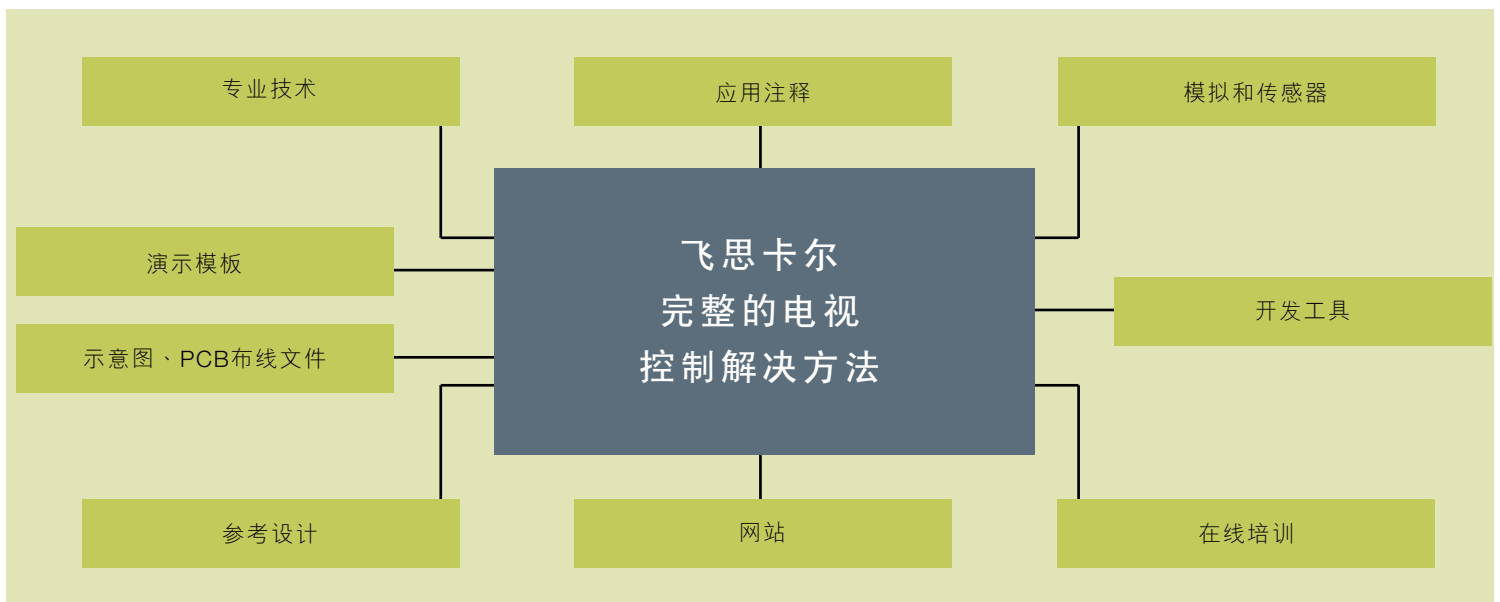 专业技术
应用注释
模拟和传感器
演示模板
飞思卡尔
完整的电视
控制解决方法
开发工具
示意图、PCB布线文件
参考设计
网站
在线培训